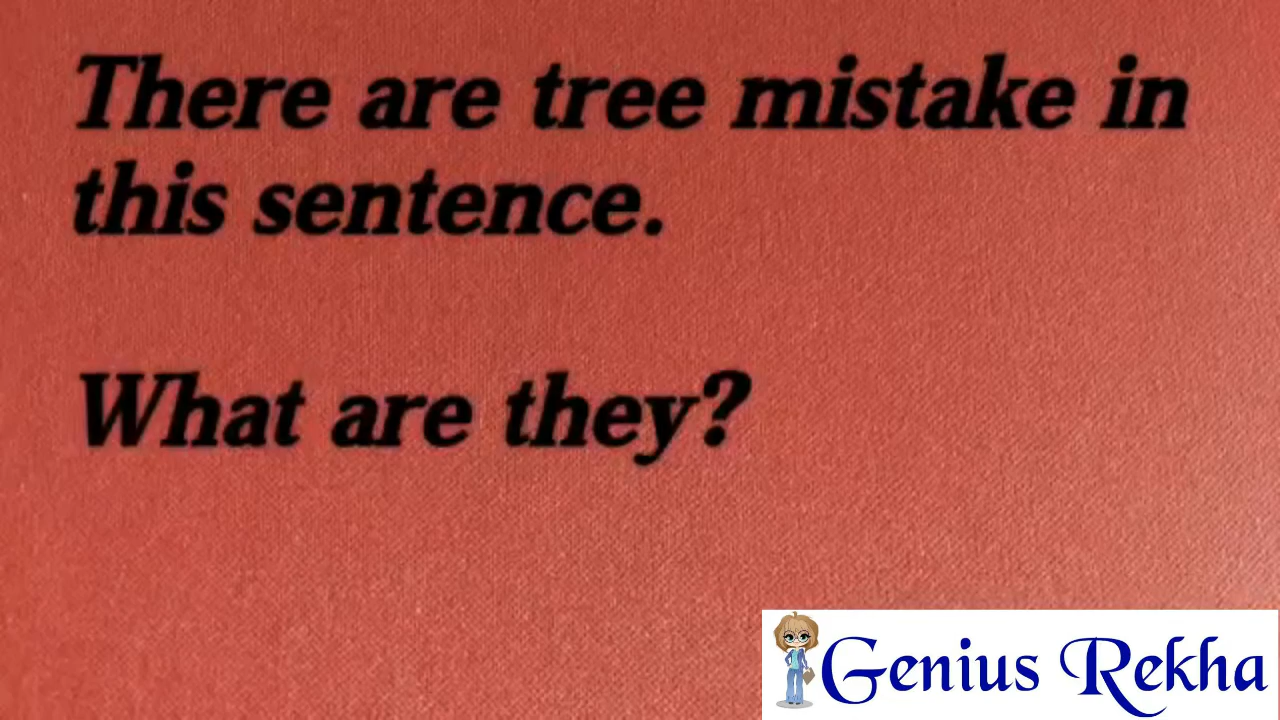 There are tree mistake in
this sentence.
What are they?
Genius Rekha